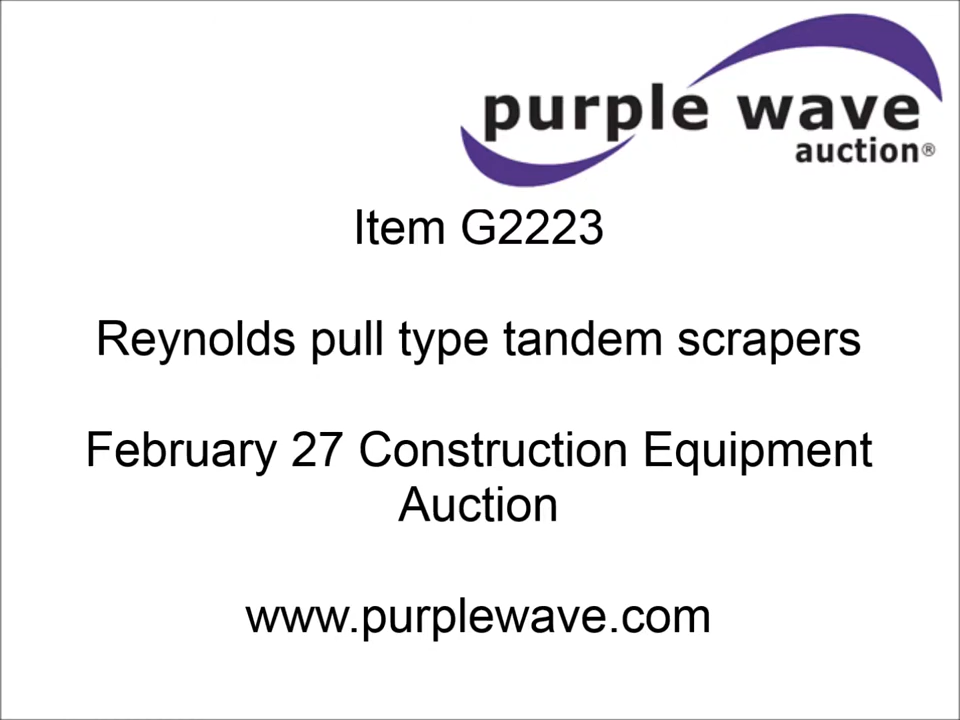 purple wave
auction®
Item G2223
Reynolds pull type tandem scrapers
February 27 Construction Equipment
Auction
www.purplewave.com